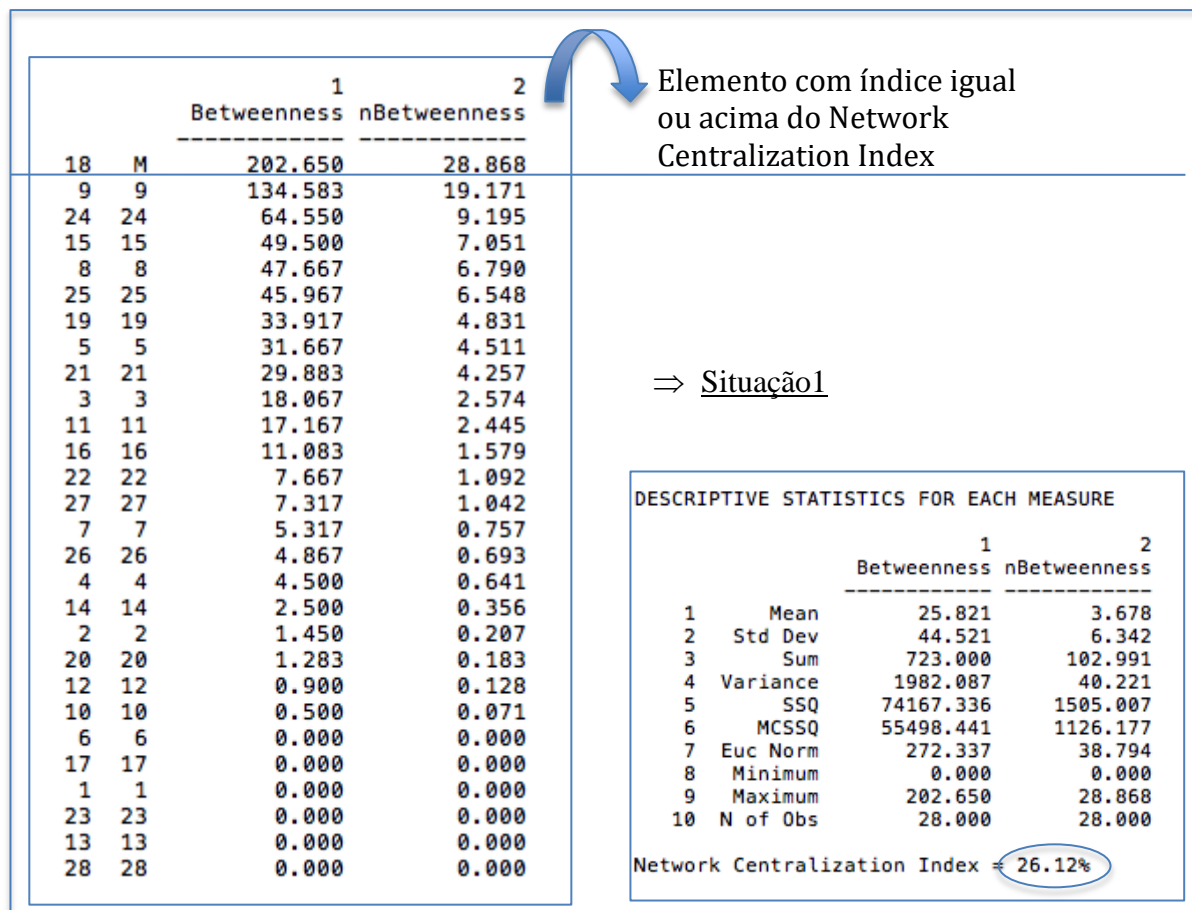 1 2
Betweenness nBetweenness
------------ ------------
18 M 202.650 28.868
9 9 134.583 19.171
24 24 64.550 9.195
15 15 49.500 7.051
8 8 47.667 6.790
25 25 45.967 6.548
19 19 33.917 4.831
5 5 31.667 4.511
21 21 29.883 4.257
3 3 18.067 2.574
11 11 17.167 2.445
16 16 11.083 1.579
22 22 7.667 1.092
27 27 7.317 1.042
7 7 5.317 0.757
26 26 4.867 0.693
4 4 4.500 0.641
14 14 2.500 0.356
2 2 1.450 0.207
20 20 1.283 0.183
12 12 0.900 0.128
10 10 0.500 0.071
6 6 0.000 0.000
17 17 0.000 0.000
1 1 0.000 0.000
23 23 0.000 0.000
13 13 0.000 0.000
28 28 0.000 0.000
Elemento com índice igual
ou acima do Network
Centralization Index
⇒ Situação1
DESCRIPTIVE STATISTICS FOR EACH MEASURE
1 2
Betweenness nBetweenness
------------ ------------
1 Mean 25.821 3.678
2 Std Dev 44.521 6.342
3 Sum 723.000 102.991
4 Variance 1982.087 40.221
5 SSQ 74167.336 1505.007
6 MCSSQ 55498.441 1126.177
7 Euc Norm 272.337 38.794
8 Minimum 0.000 0.000
9 Maximum 202.650 28.868
10 N of Obs 28.000 28.000
Network Centralization Index = 26.12%